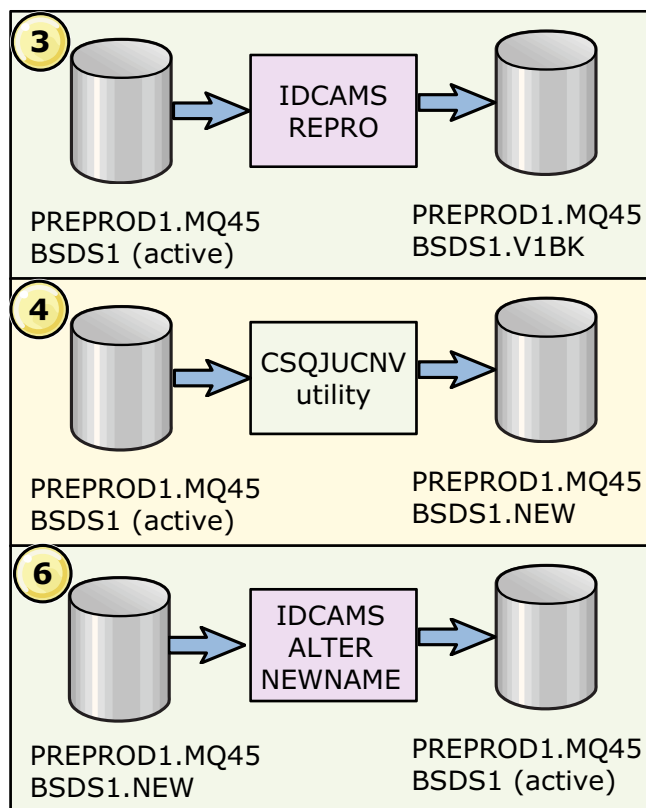 3
IDCAMS
REPRO
PREPROD1.MQ45
BSDS1 (active)
PREPROD1.MQ45
BSDS1.V1BK
4
CSQJUCNV
utility
PREPROD1.MQ45
BSDS1 (active)
PREPROD1.MQ45
BSDS1.NEW
6
IDCAMS
ALTER
NEWNAME
PREPROD1.MQ45
BSDS1.NEW
PREPROD1.MQ45
BSDS1 (active)